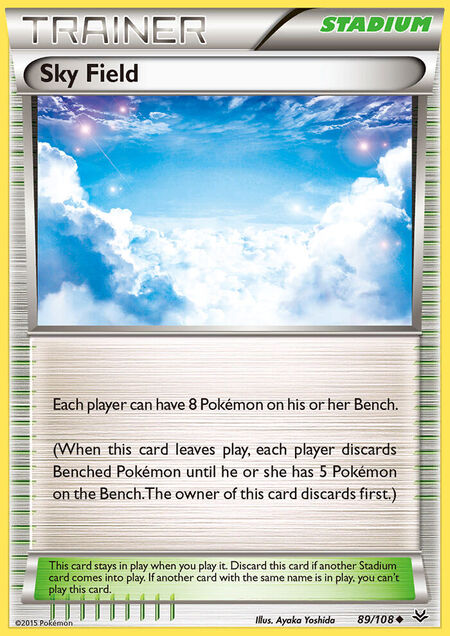 TRAINER
STADIUM
Sky Field
Each player can have 8 Pokémon on his or her Bench.
(When this card leaves play, each player discards
Benched Pokémon until he or she has 5 Pokémon
on the Bench.The owner of this card discards first.)
This card stays in play when you play it. Discard this card if another Stadium
card comes into play. If another card with the same name is in play, you can't
play this card.
©2015 Pokémon
Illus. Ayaka Yoshida
89/108